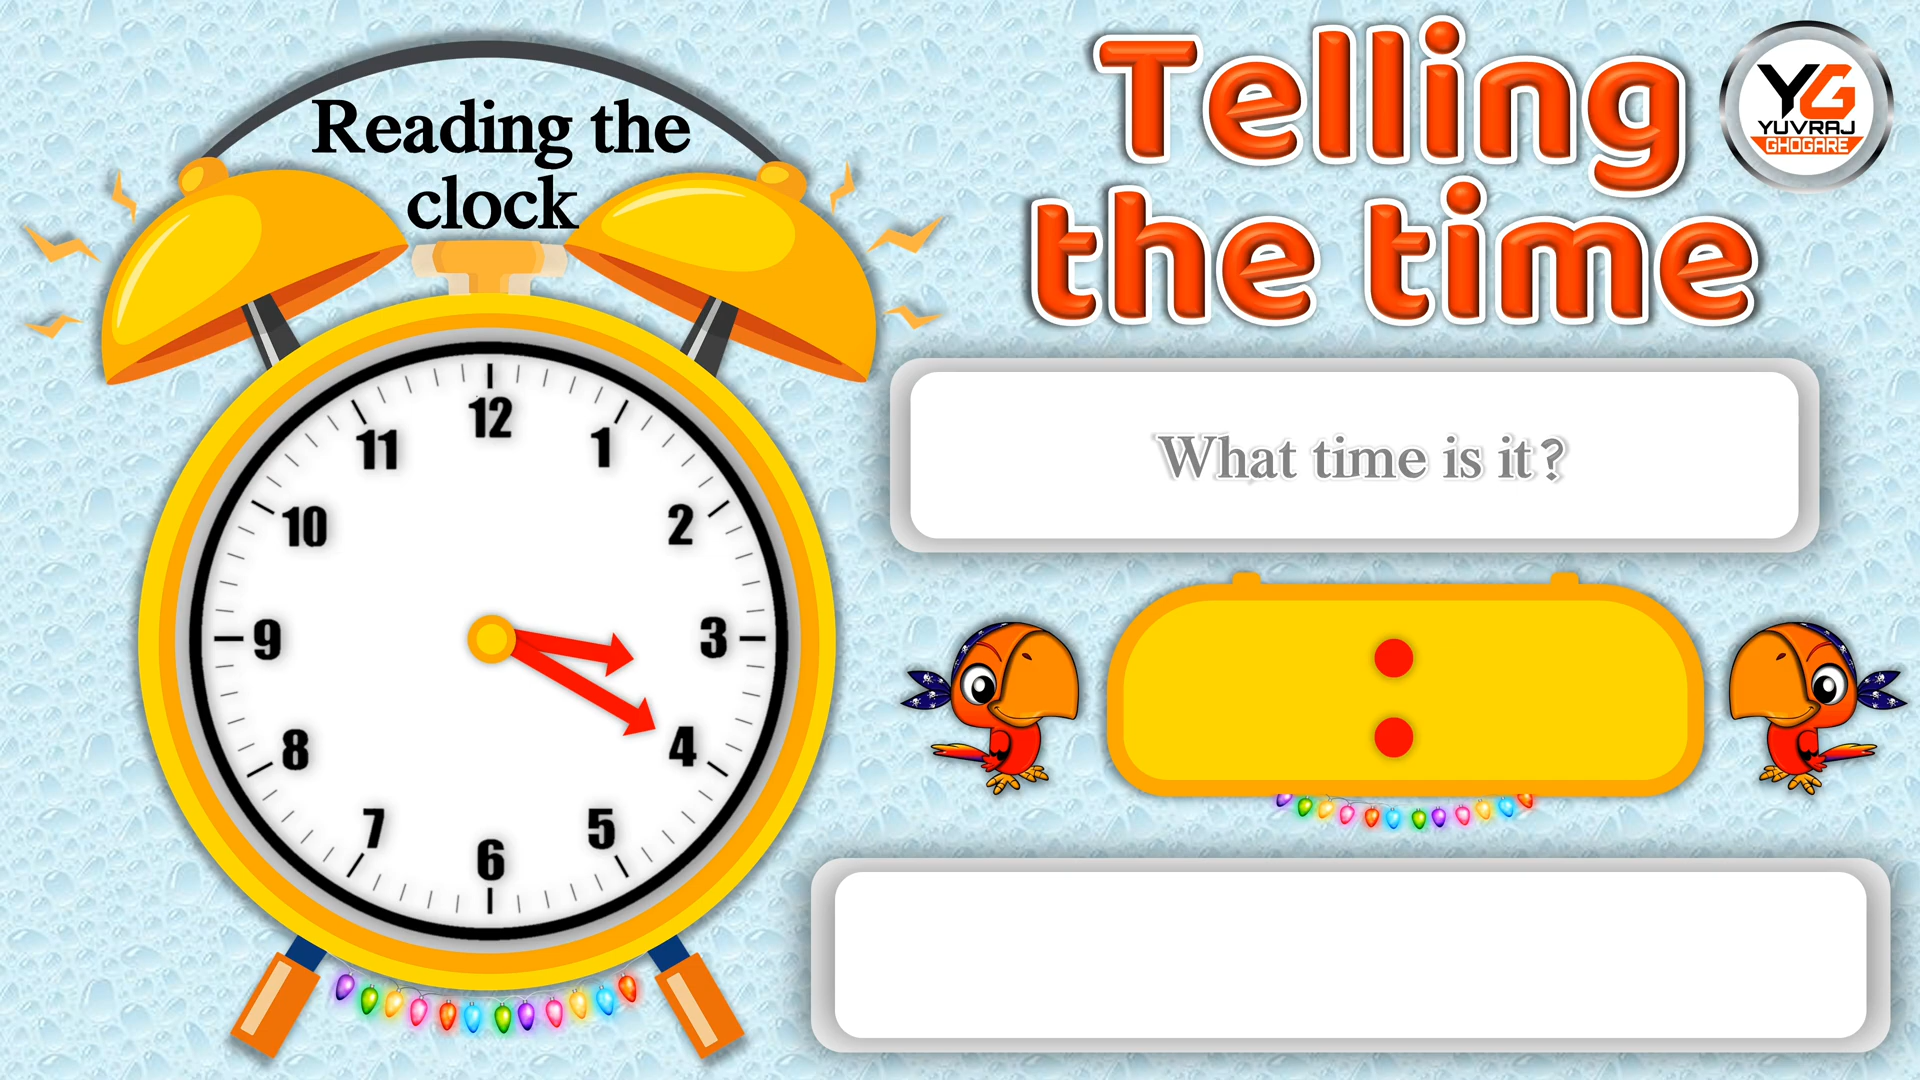 Reading the
clock
Telling
the time
YG
YUVRAJ
GHOGARE
12
11
1
10
2
9
3
8
4
7
5
6
What time is it?
: